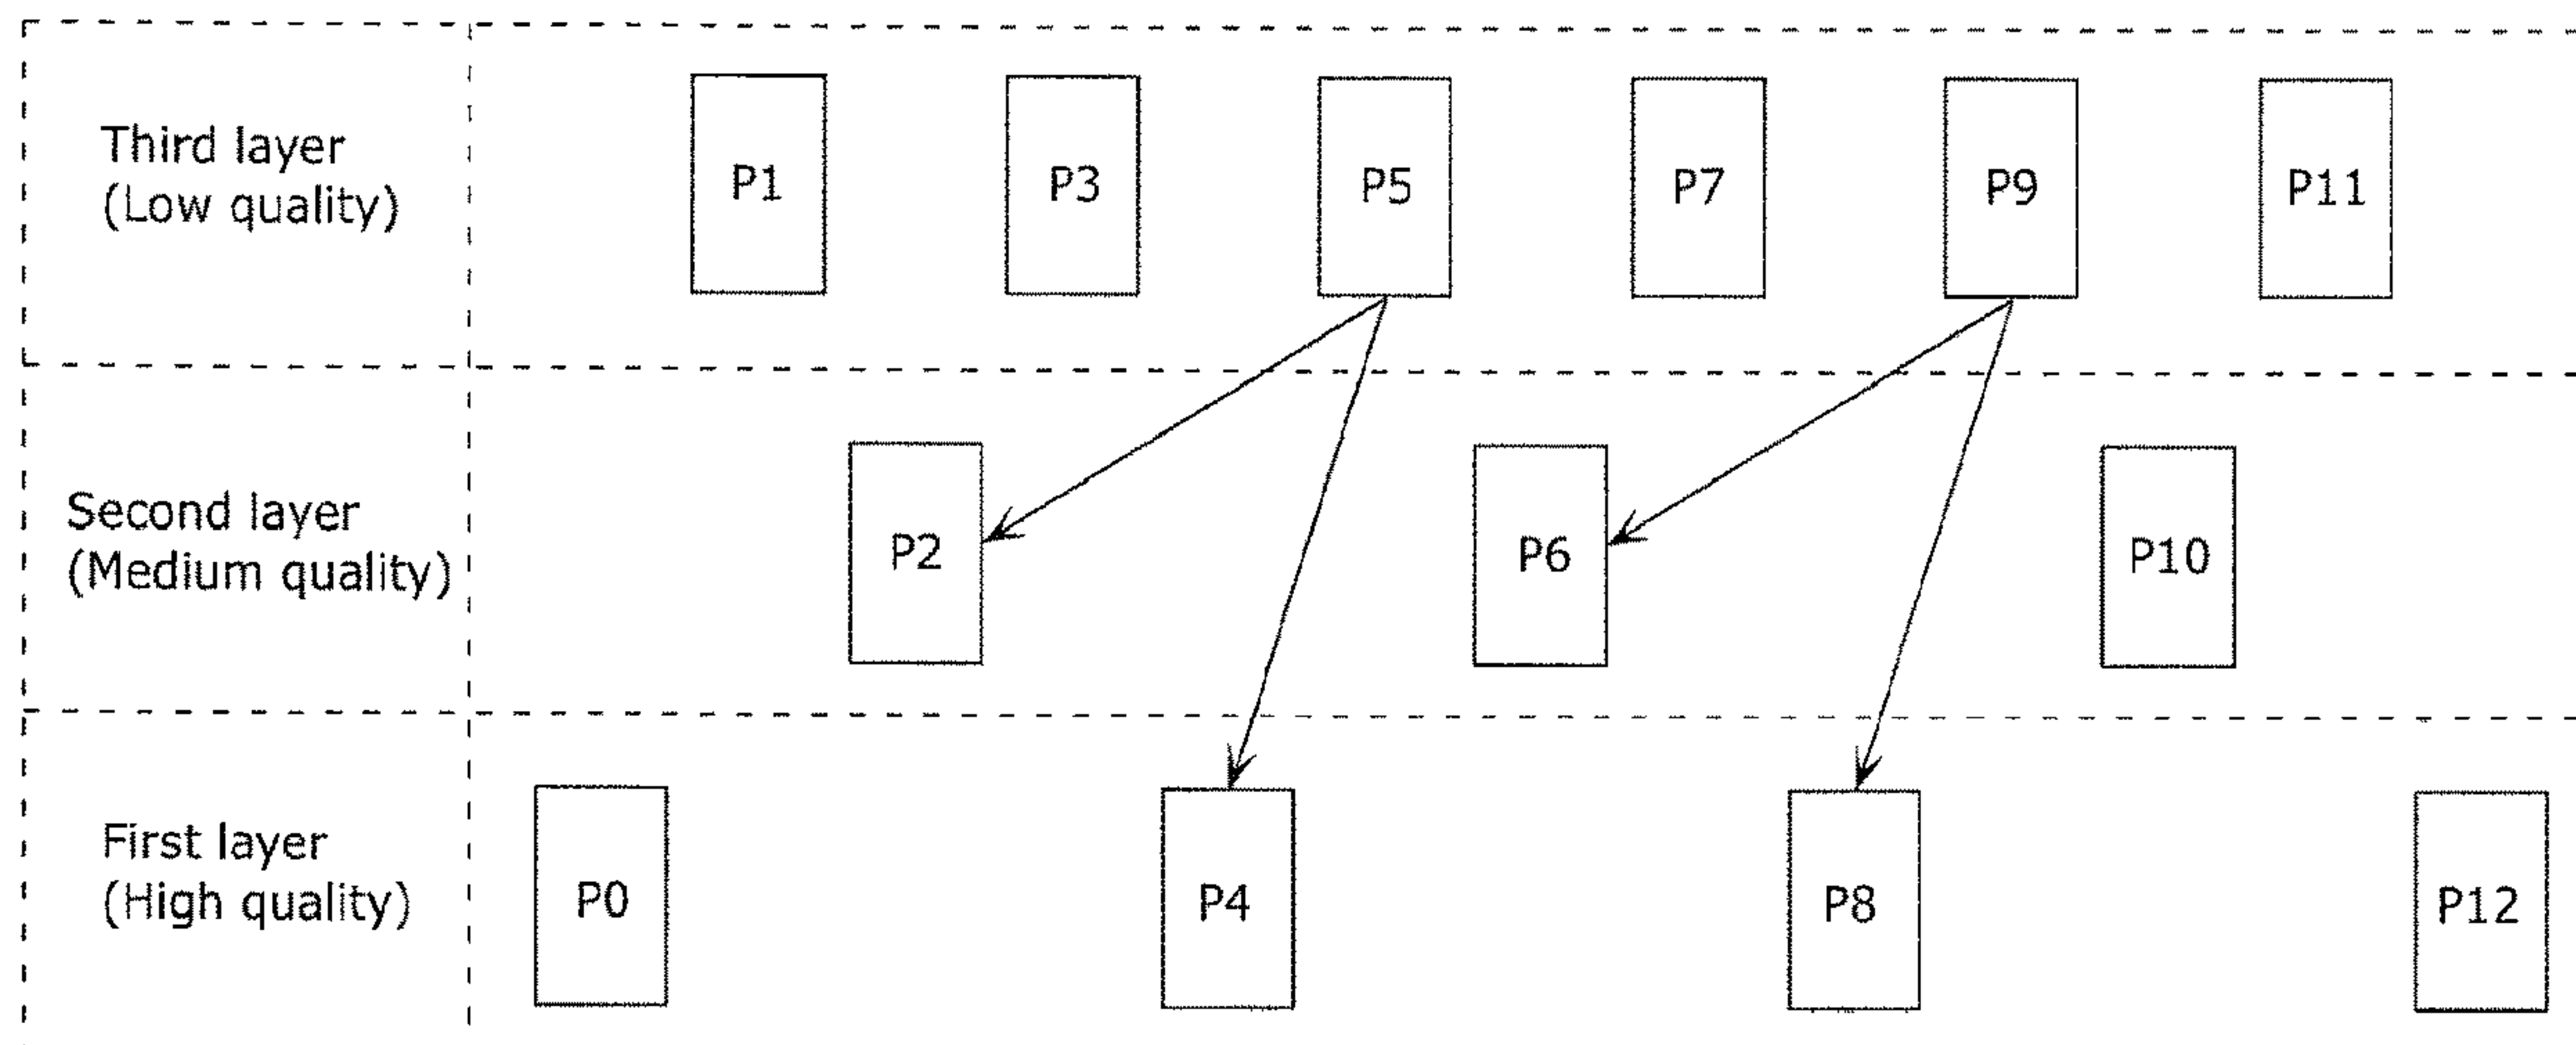 Third layer
(Low quality)
P1 P3 P5 P7 P9 P11
Second layer
(Medium quality)
P2 P6 P10
First layer
(High quality)
P0 P4 P8 P12